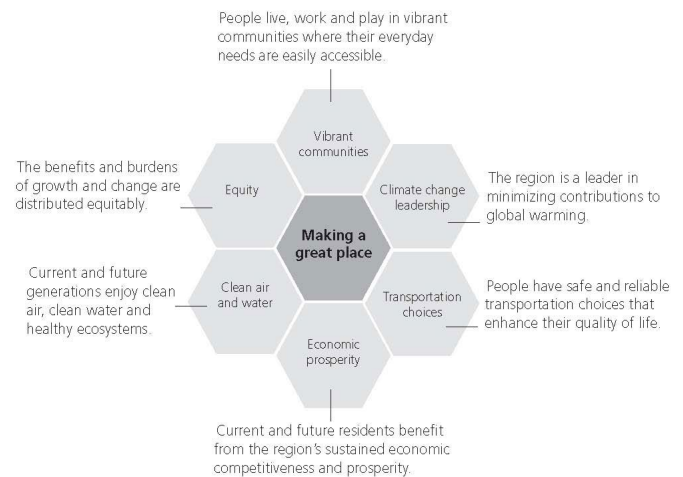 People live, work and play in vibrant
communities where their everyday
needs are easily accessible.
Vibrant
communities
The benefits and burdens
of growth and change are
distributed equitably.
Equity
Climate change
leadership
The region is a leader in
minimizing contributions to
global warming.
Making a
great place
Current and future
generations enjoy clean
air, clean water and
healthy ecosystems.
Clean air
and water
Transportation
choices
People have safe and reliable
transportation choices that
enhance their quality of life.
Economic
prosperity
Current and future residents benefit
from the region's sustained economic
competitiveness and prosperity.